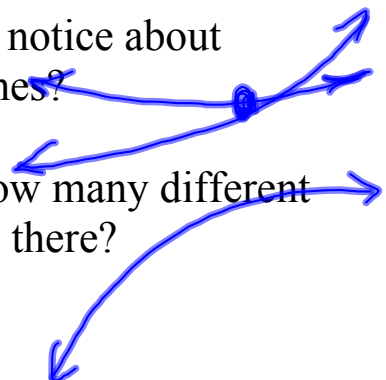 notice about
nes?
ow many different
there?